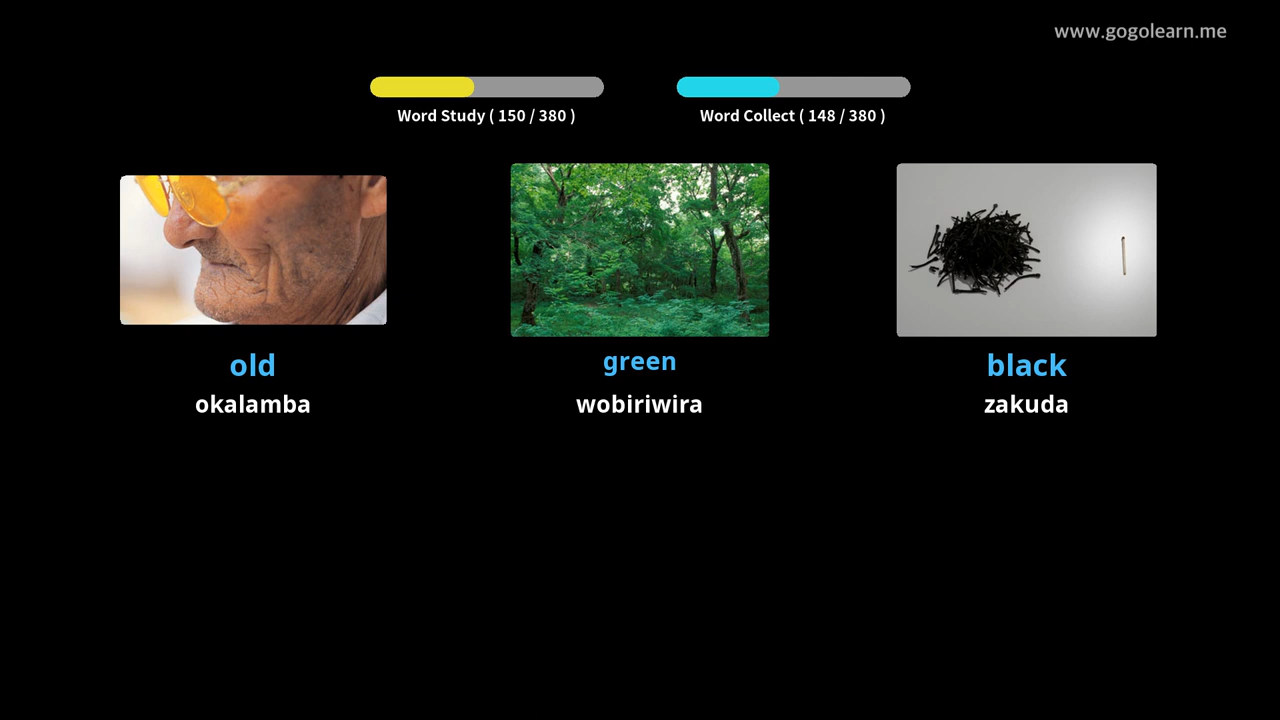 www.gogolearn.me
Word Study ( 150 / 380 )
Word Collect ( 148 / 380 )
old
green
black
okalamba
wobiriwira
zakuda